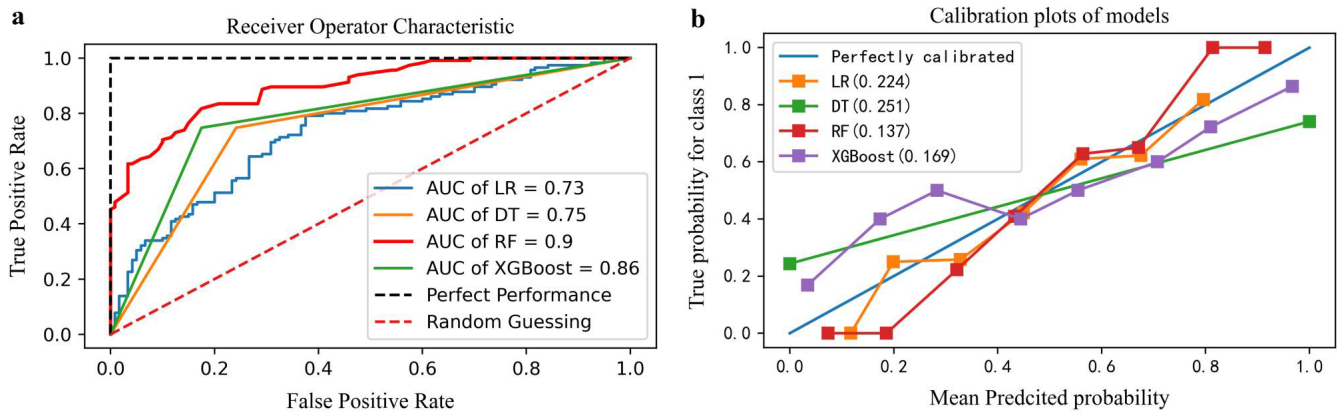 a
Receiver Operator Characteristic
True Positive Rate
1.0
0.8
0.6
0.4
0.2
0.0
AUC of LR = 0.73
AUC of DT = 0.75
AUC of RF = 0.9
AUC of XGBoost = 0.86
Perfect Performance
Random Guessing
0.0 0.2 0.4 0.6 0.8 1.0
False Positive Rate
b
Calibration plots of models
True probability for class 1
1.0
0.8
0.6
0.4
0.2
0.0
Perfectly calibrated
LR(0.224)
DT(0.251)
RF(0.137)
XGBoost(0.169)
0.0 0.2 0.4 0.6 0.8 1.0
Mean Predcited probability